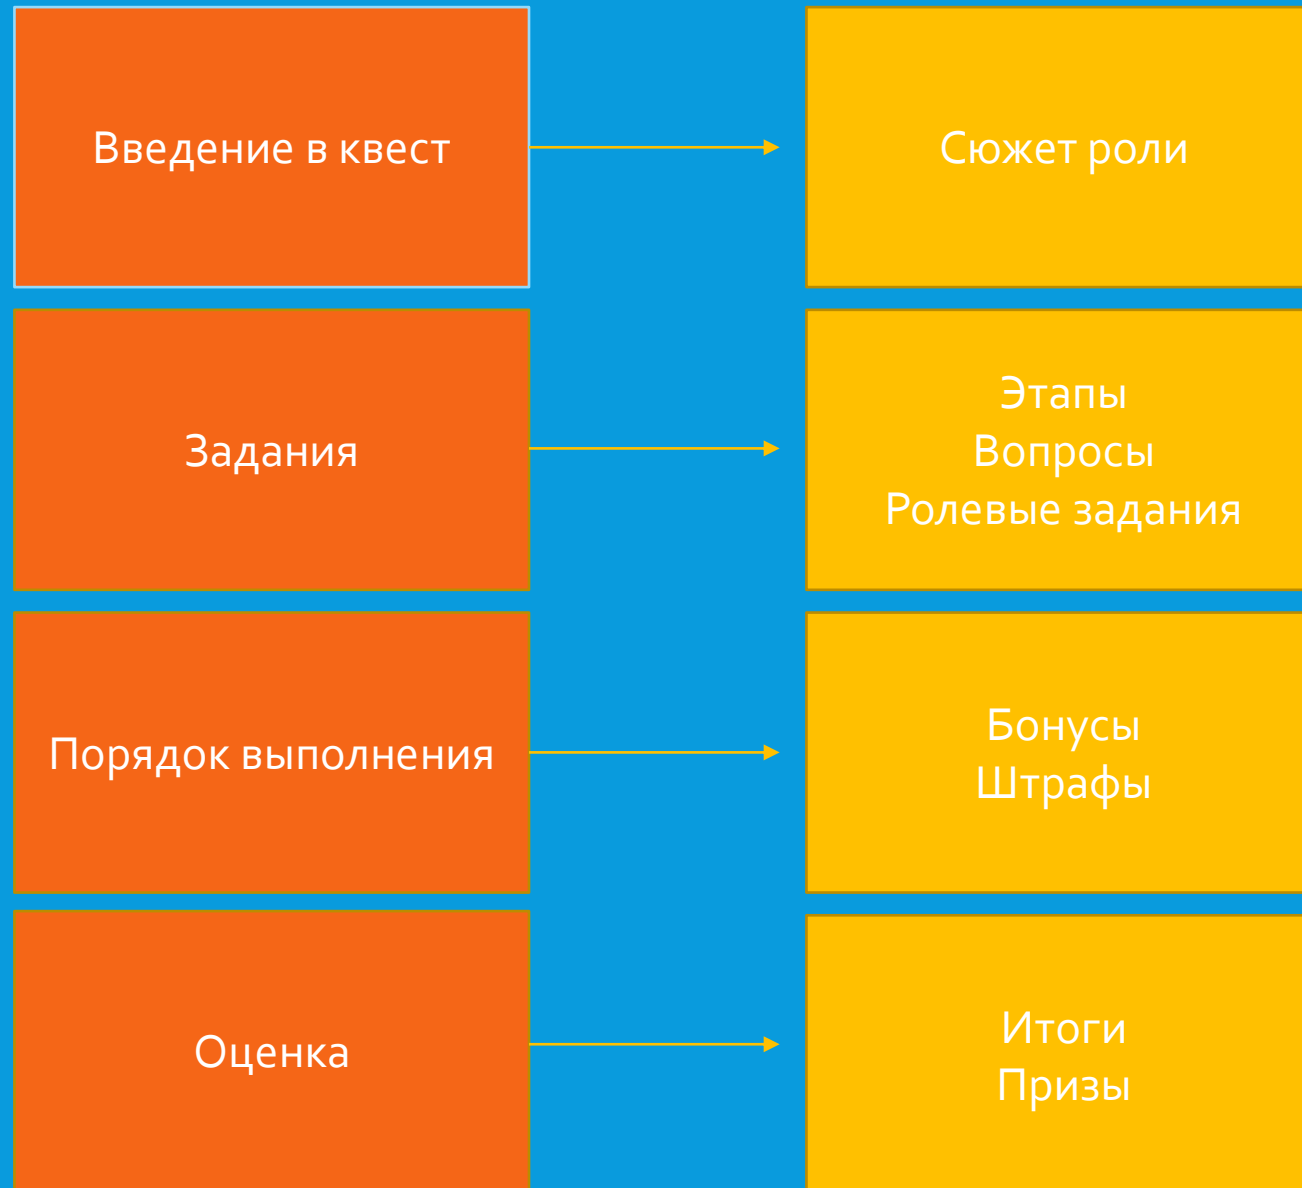 Введение в квест
Сюжет роли
Задания
Этапы
Вопросы
Ролевые задания
Порядок выполнения
Бонусы
Штрафы
Оценка
Итоги
Призы